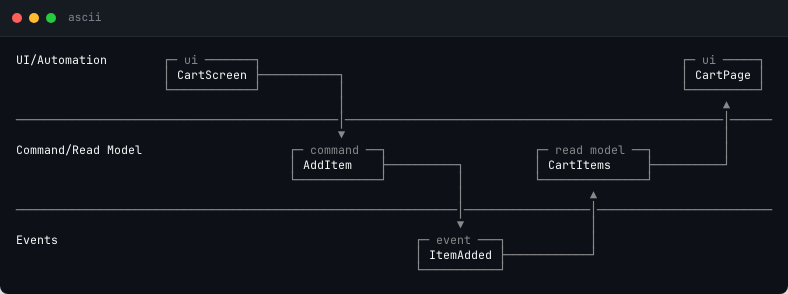 ascii
UI/Automation
ui
CartScreen
ui
CartPage
Command/Read Model
command
AddItem
read model
CartItems
Events
event
ItemAdded